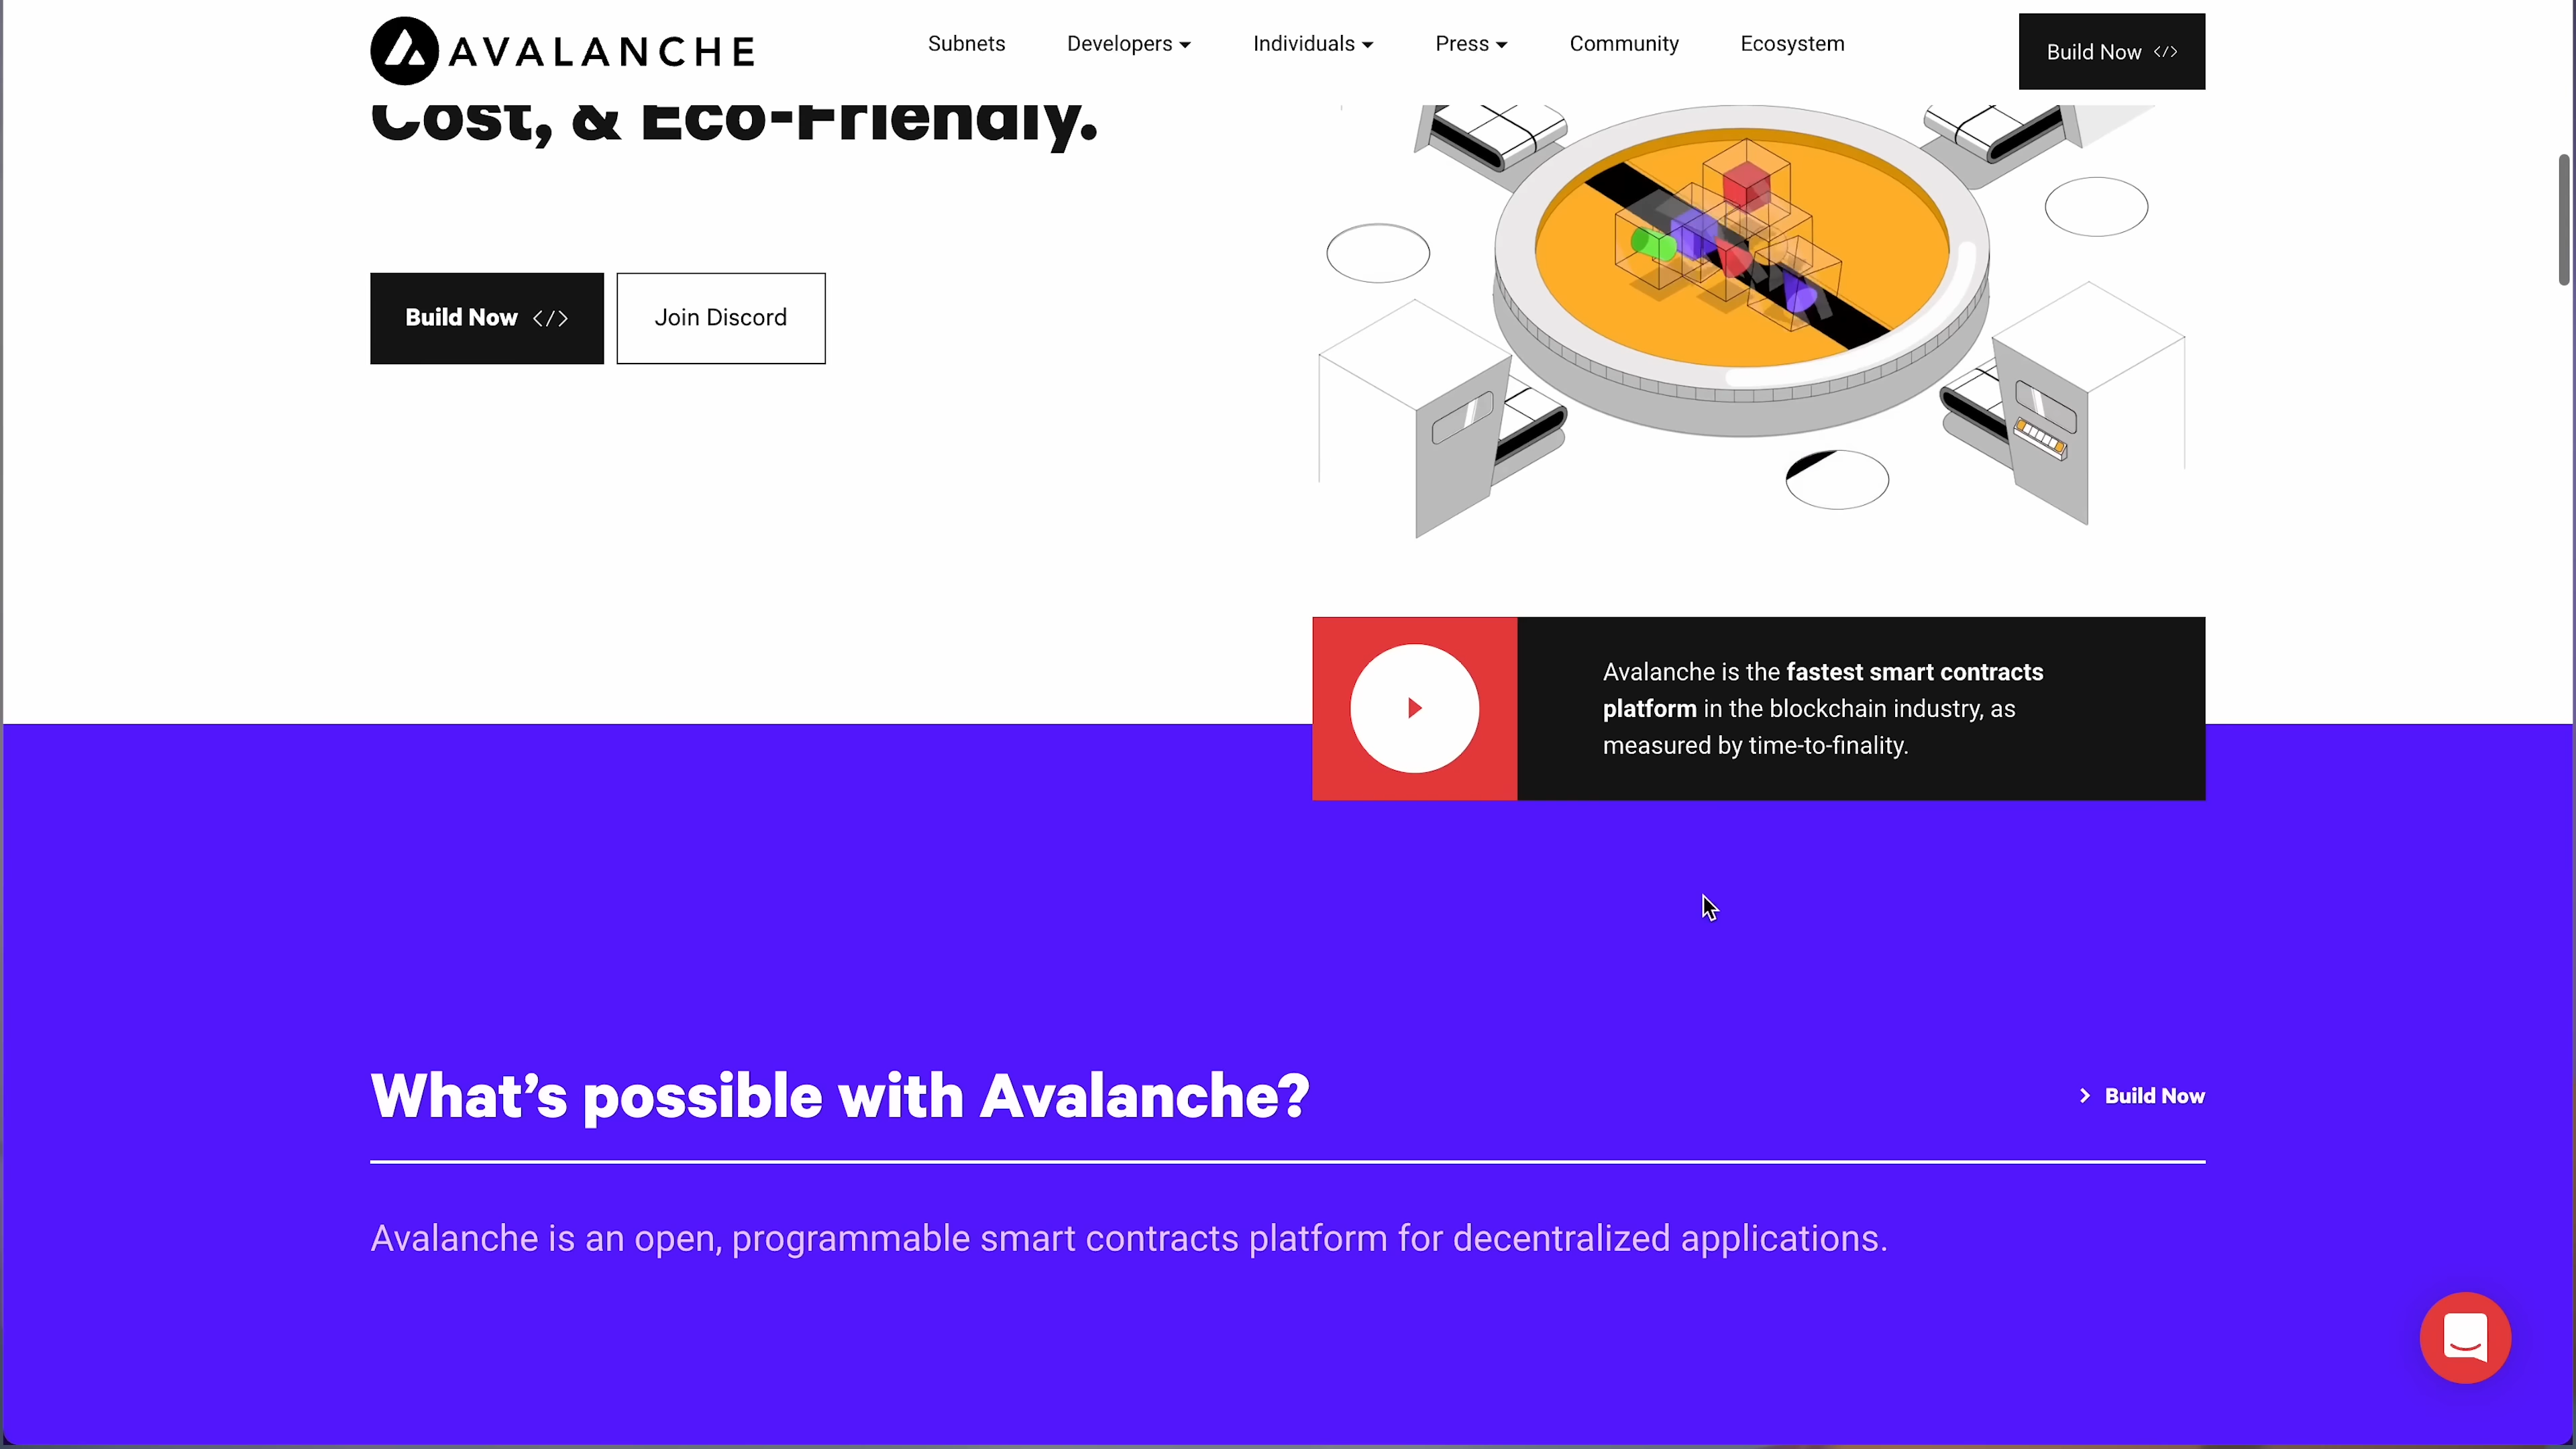 AVALANCHE
Subnets
Developers
Individuals
Press
Community
Ecosystem
Build Now </>
Cost, & Eco-Friendly.
Build Now </>
Join Discord
Avalanche is the fastest smart contracts
platform in the blockchain industry, as
measured by time-to-finality.
What’s possible with Avalanche?
Build Now
Avalanche is an open, programmable smart contracts platform for decentralized applications.